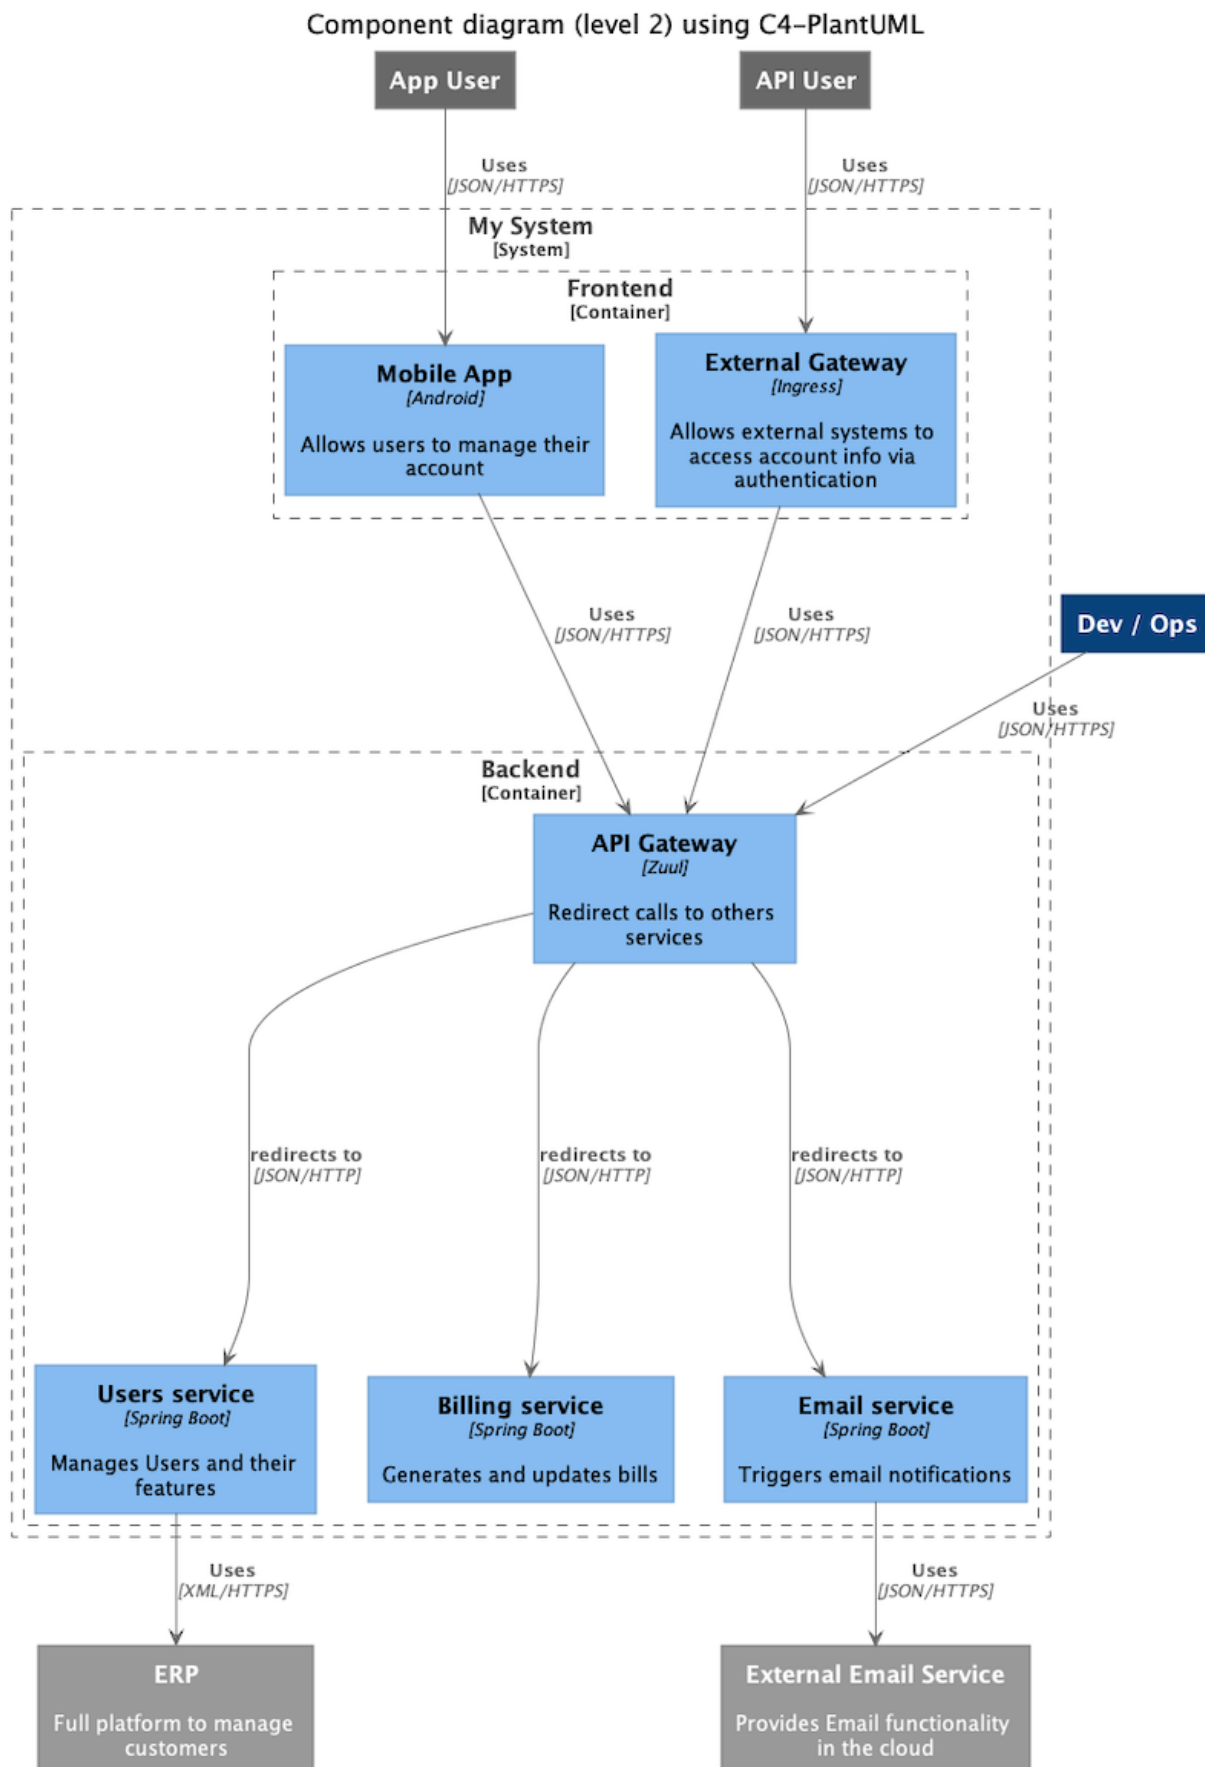 Component diagram (level 2) using C4-PlantUML
App User
API User
Uses
[JSON/HTTPS]
Uses
[JSON/HTTPS]
My System
[System]
Frontend
[Container]
Mobile App
[Android]
Allows users to manage their
account
External Gateway
[Ingress]
Allows external systems to
access account info via
authentication
Uses
[JSON/HTTPS]
Uses
[JSON/HTTPS]
Dev / Ops
Uses
[JSON/HTTPS]
Backend
[Container]
API Gateway
[Zuul]
Redirect calls to others
services
redirects to
[JSON/HTTP]
redirects to
[JSON/HTTP]
redirects to
[JSON/HTTP]
Users service
[Spring Boot]
Manages Users and their
features
Billing service
[Spring Boot]
Generates and updates bills
Email service
[Spring Boot]
Triggers email notifications
Uses
[XML/HTTPS]
Uses
[JSON/HTTPS]
ERP
Full platform to manage
customers
External Email Service
Provides Email functionality
in the cloud